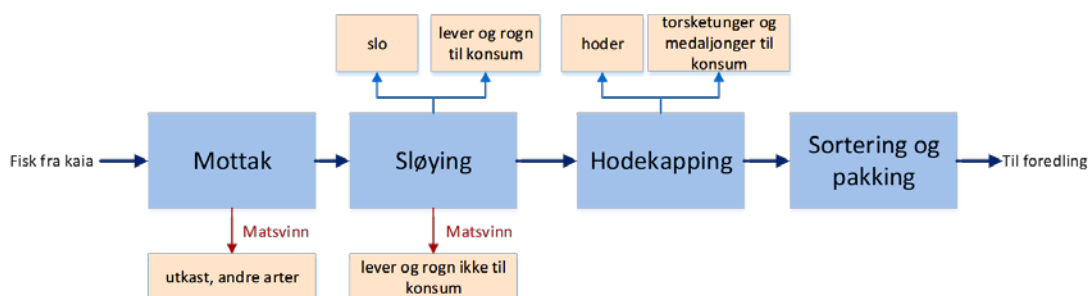 slo
lever og rogn
til konsum
hoder
torsketunger og
medaljonger til
konsum
Fisk fra kaia
Mottak
Sløying
Hodekapping
Sortering og
pakking
Til foredling
Matsvinn
Matsvinn
utkast, andre arter
lever og rogn ikke til
konsum